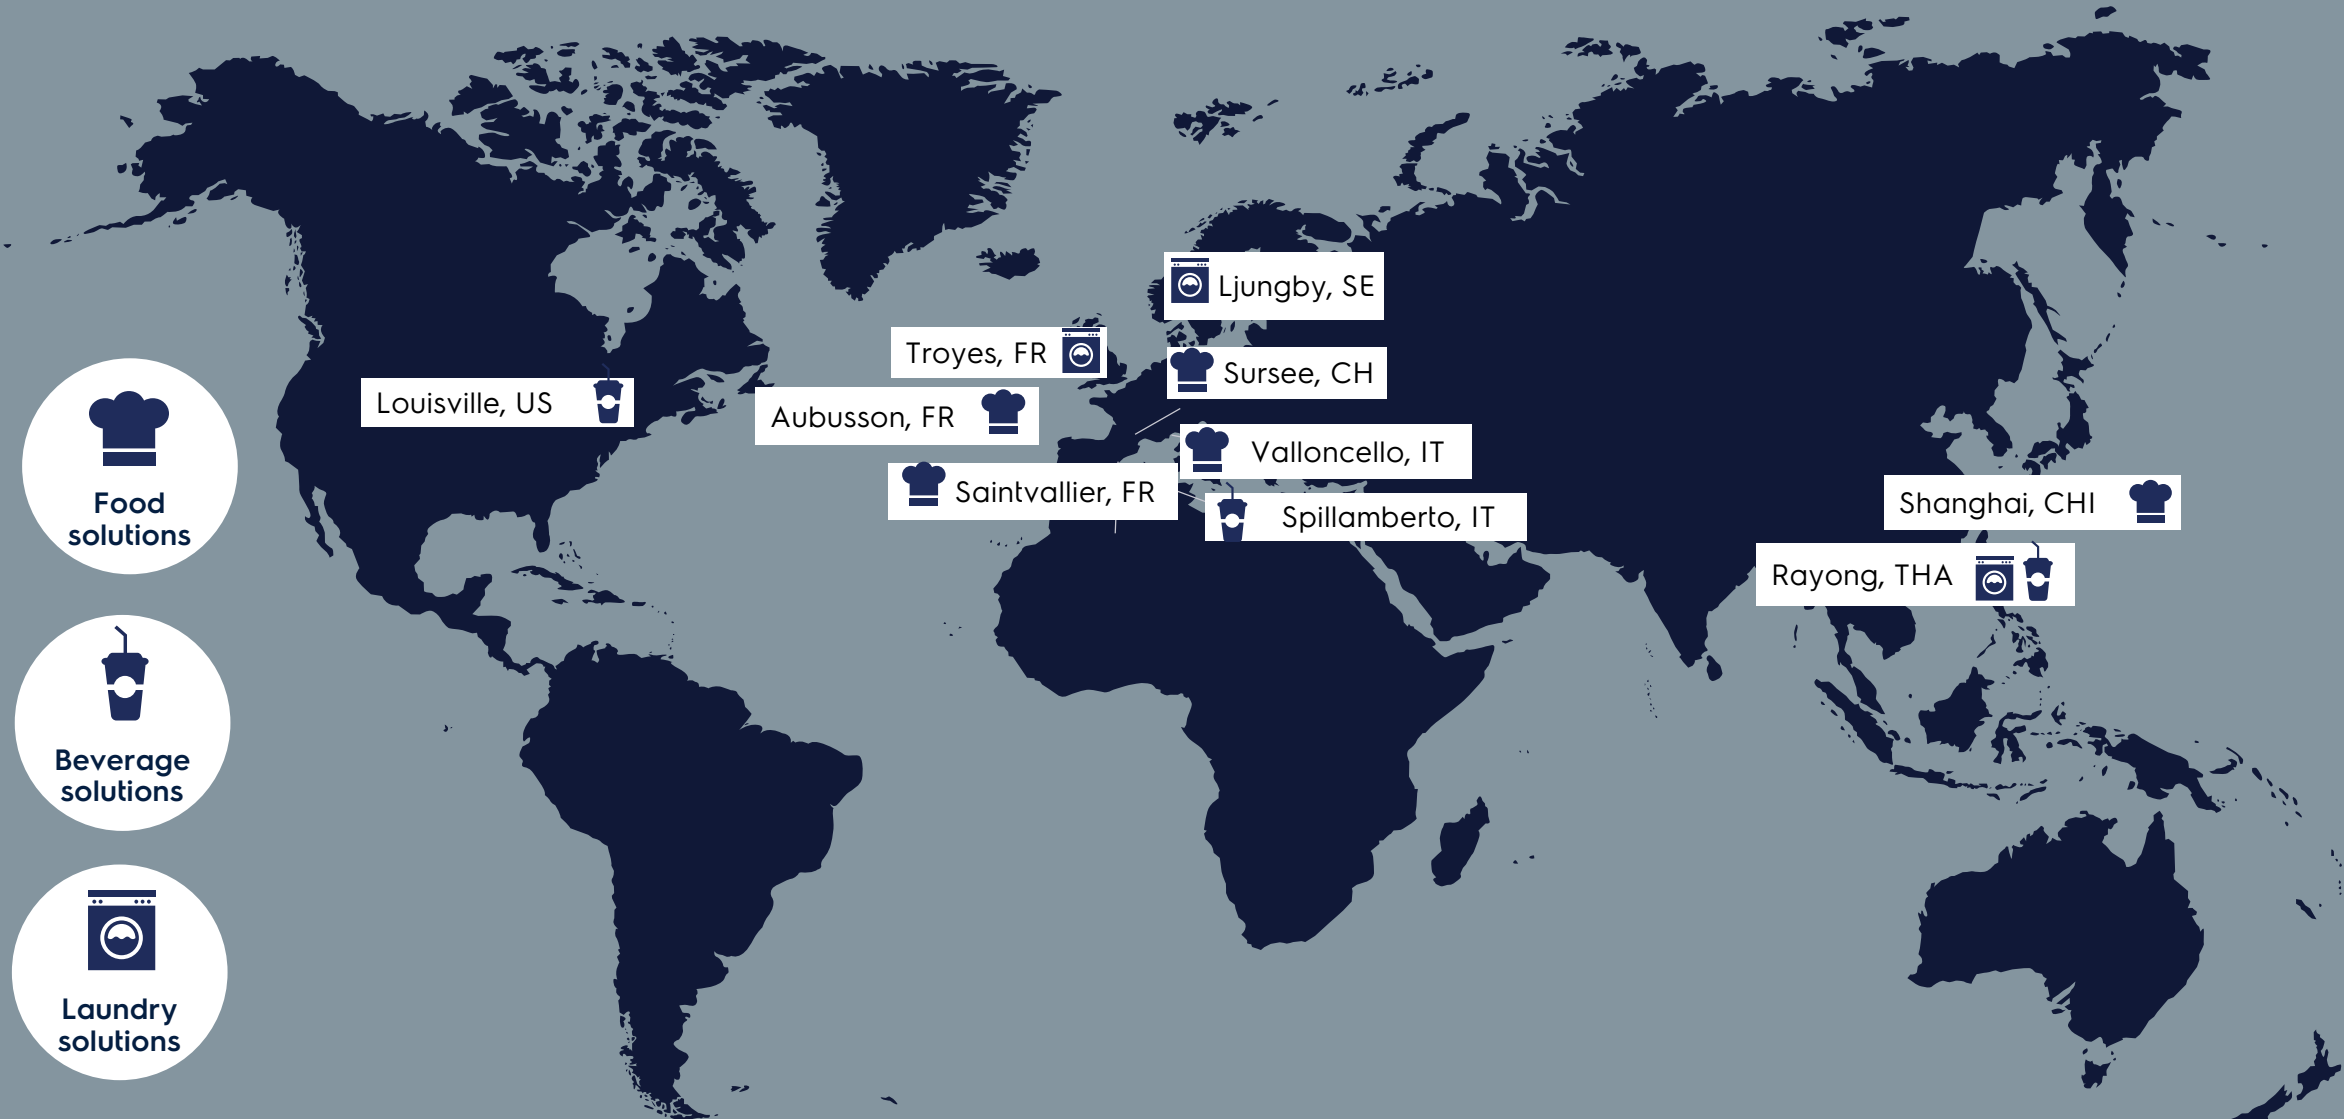 Ljungby, SE
Troyes, FR
Sursee, CH
Louisville, US
Aubusson, FR
Valloncello, IT
Saintvallier, FR
Spillamberto, IT
Shanghai, CHI
Rayong, THA
Food
solutions
Beverage
solutions
Laundry
solutions